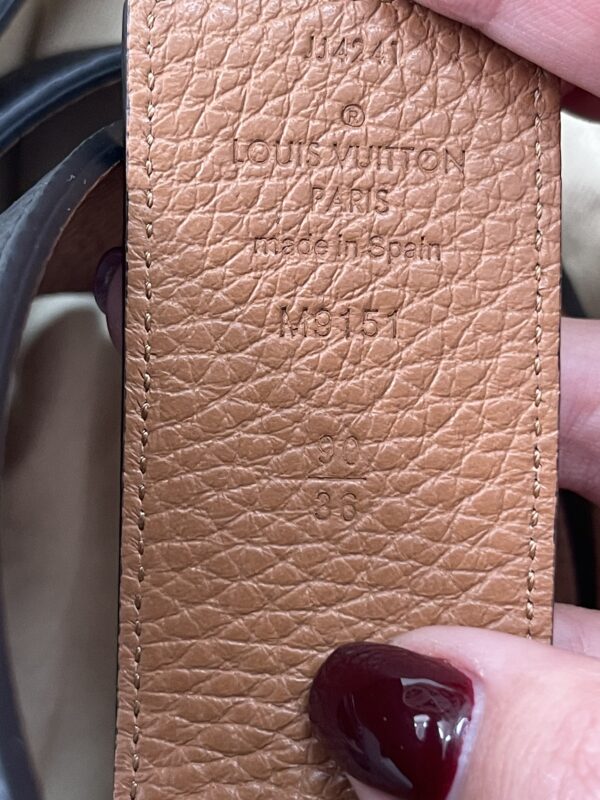 JJ4241
®
LOUIS VUITTON
PARIS
made in Spain
M9151
90
36